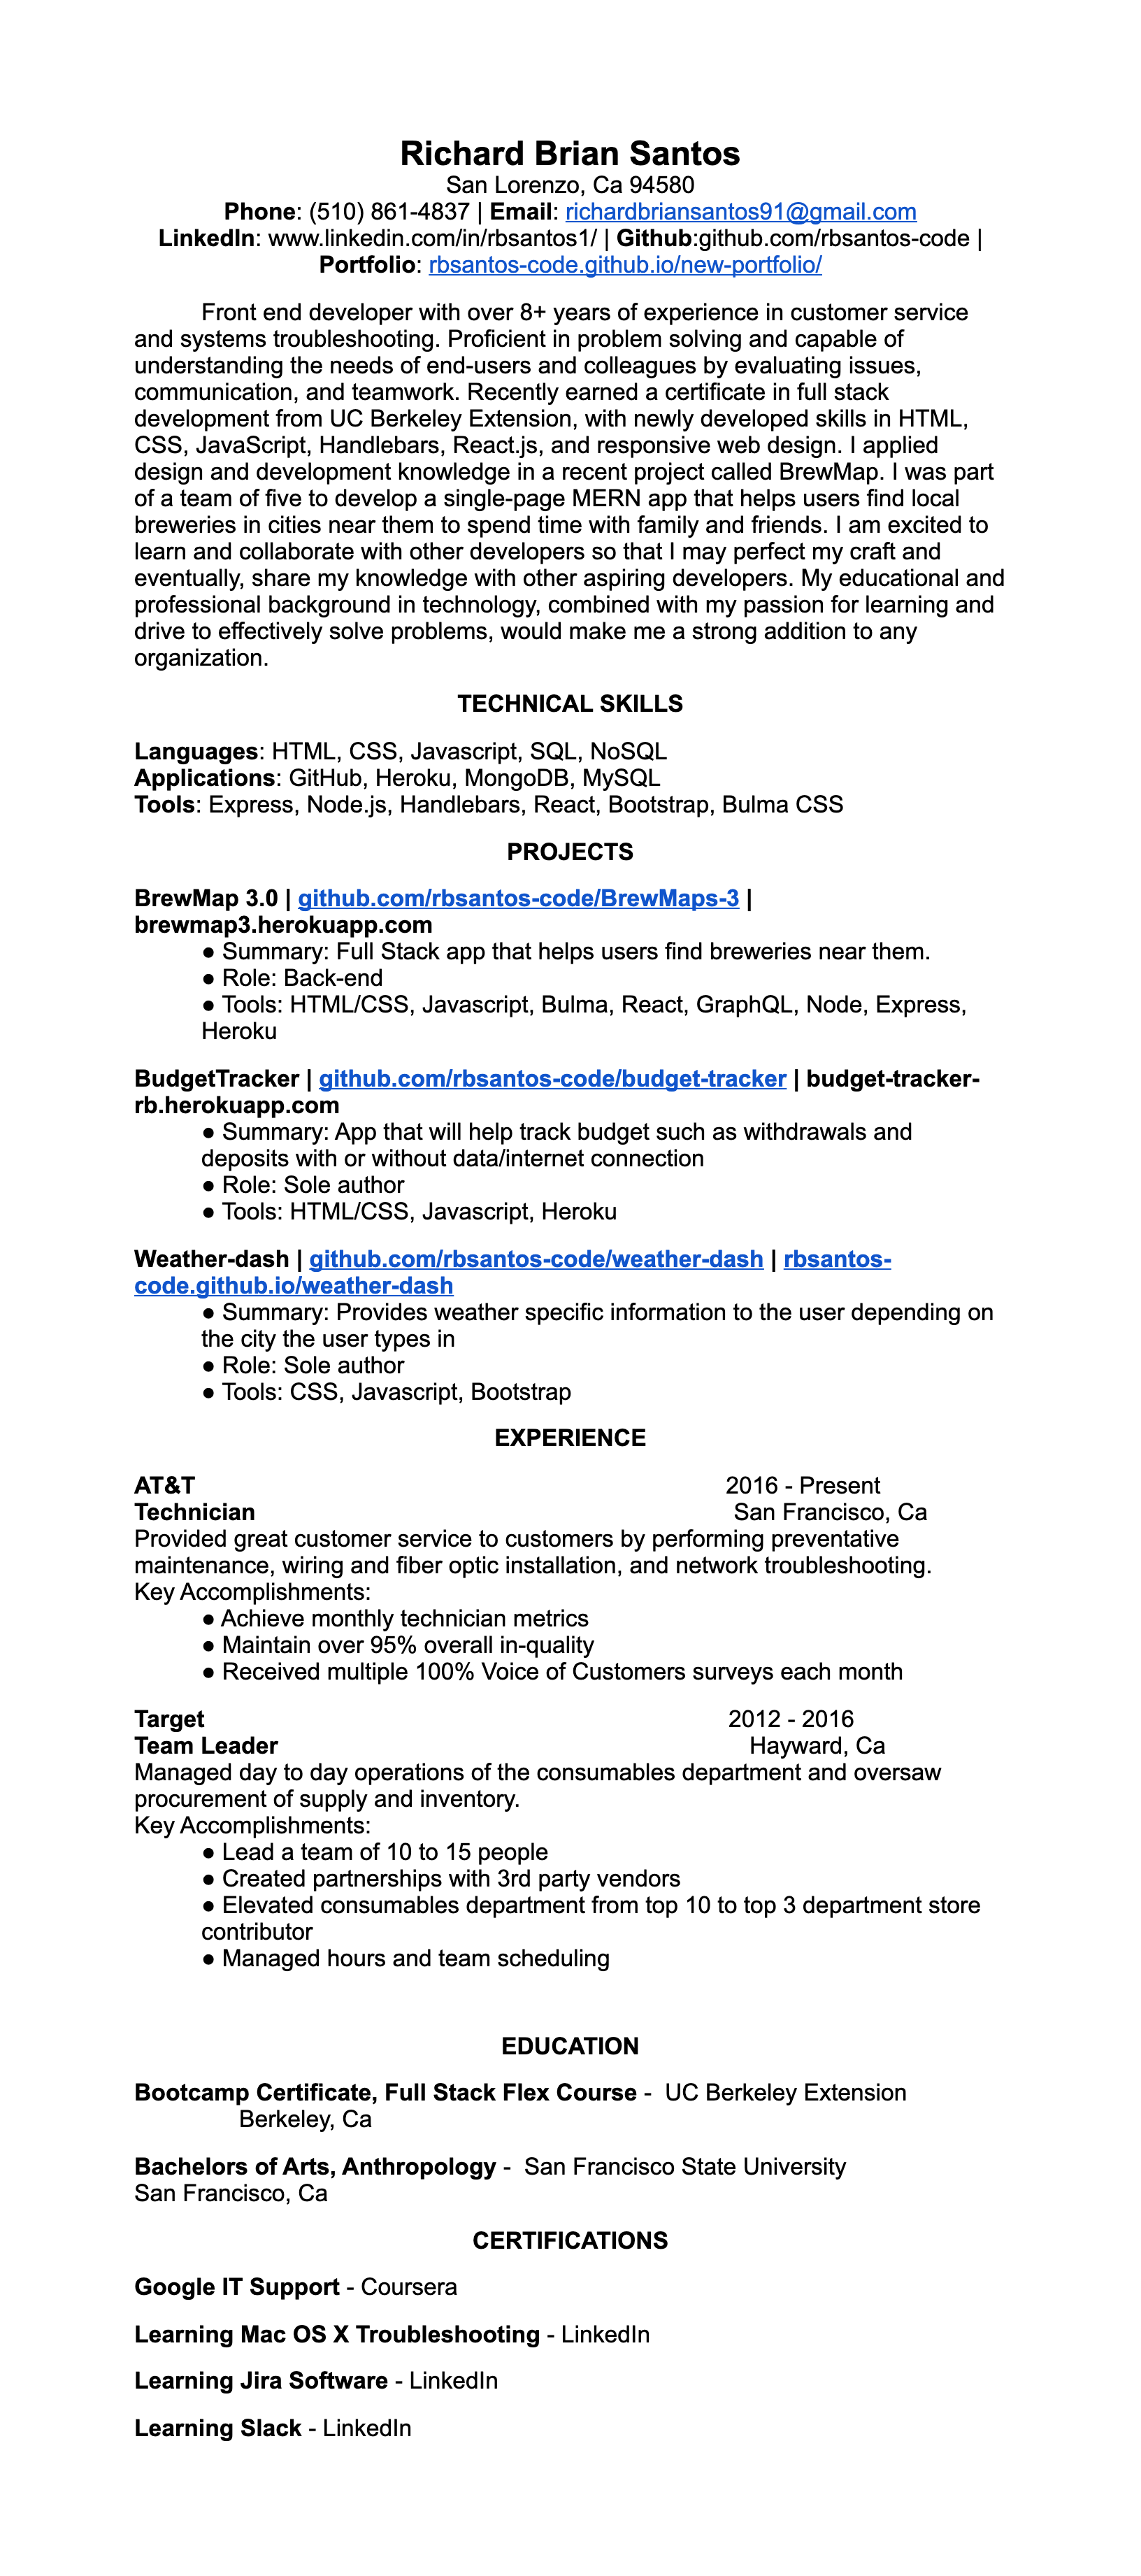 Richard Brian Santos
San Lorenzo, Ca 94580
Phone: (510) 861-4837 | Email: richardbriansantos91@gmail.com
LinkedIn: www.linkedin.com/in/rbsantos1/ | Github:github.com/rbsantos-code |
Portfolio: rbsantos-code.github.io/new-portfolio/
Front end developer with over 8+ years of experience in customer service
and systems troubleshooting. Proficient in problem solving and capable of
understanding the needs of end-users and colleagues by evaluating issues,
communication, and teamwork. Recently earned a certificate in full stack
development from UC Berkeley Extension, with newly developed skills in HTML,
CSS, JavaScript, Handlebars, React.js, and responsive web design. I applied
design and development knowledge in a recent project called BrewMap. I was part
of a team of five to develop a single-page MERN app that helps users find local
breweries in cities near them to spend time with family and friends. I am excited to
learn and collaborate with other developers so that I may perfect my craft and
eventually, share my knowledge with other aspiring developers. My educational and
professional background in technology, combined with my passion for learning and
drive to effectively solve problems, would make me a strong addition to any
organization.
TECHNICAL SKILLS
Languages: HTML, CSS, Javascript, SQL, NoSQL
Applications: GitHub, Heroku, MongoDB, MySQL
Tools: Express, Node.js, Handlebars, React, Bootstrap, Bulma CSS
PROJECTS
BrewMap 3.0 | github.com/rbsantos-code/BrewMaps-3 |
brewmap3.herokuapp.com
● Summary: Full Stack app that helps users find breweries near them.
● Role: Back-end
● Tools: HTML/CSS, Javascript, Bulma, React, GraphQL, Node, Express,
Heroku
BudgetTracker | github.com/rbsantos-code/budget-tracker | budget-tracker-
rb.herokuapp.com
● Summary: App that will help track budget such as withdrawals and
deposits with or without data/internet connection
● Role: Sole author
● Tools: HTML/CSS, Javascript, Heroku
Weather-dash | github.com/rbsantos-code/weather-dash | rbsantos-
code.github.io/weather-dash
● Summary: Provides weather specific information to the user depending on
the city the user types in
● Role: Sole author
● Tools: CSS, Javascript, Bootstrap
EXPERIENCE
AT&T 2016 - Present
Technician San Francisco, Ca
Provided great customer service to customers by performing preventative
maintenance, wiring and fiber optic installation, and network troubleshooting.
Key Accomplishments:
● Achieve monthly technician metrics
● Maintain over 95% overall in-quality
● Received multiple 100% Voice of Customers surveys each month
Target 2012 - 2016
Team Leader Hayward, Ca
Managed day to day operations of the consumables department and oversaw
procurement of supply and inventory.
Key Accomplishments:
● Lead a team of 10 to 15 people
● Created partnerships with 3rd party vendors
● Elevated consumables department from top 10 to top 3 department store
contributor
● Managed hours and team scheduling
EDUCATION
Bootcamp Certificate, Full Stack Flex Course - UC Berkeley Extension
Berkeley, Ca
Bachelors of Arts, Anthropology - San Francisco State University
San Francisco, Ca
CERTIFICATIONS
Google IT Support - Coursera
Learning Mac OS X Troubleshooting - LinkedIn
Learning Jira Software - LinkedIn
Learning Slack - LinkedIn